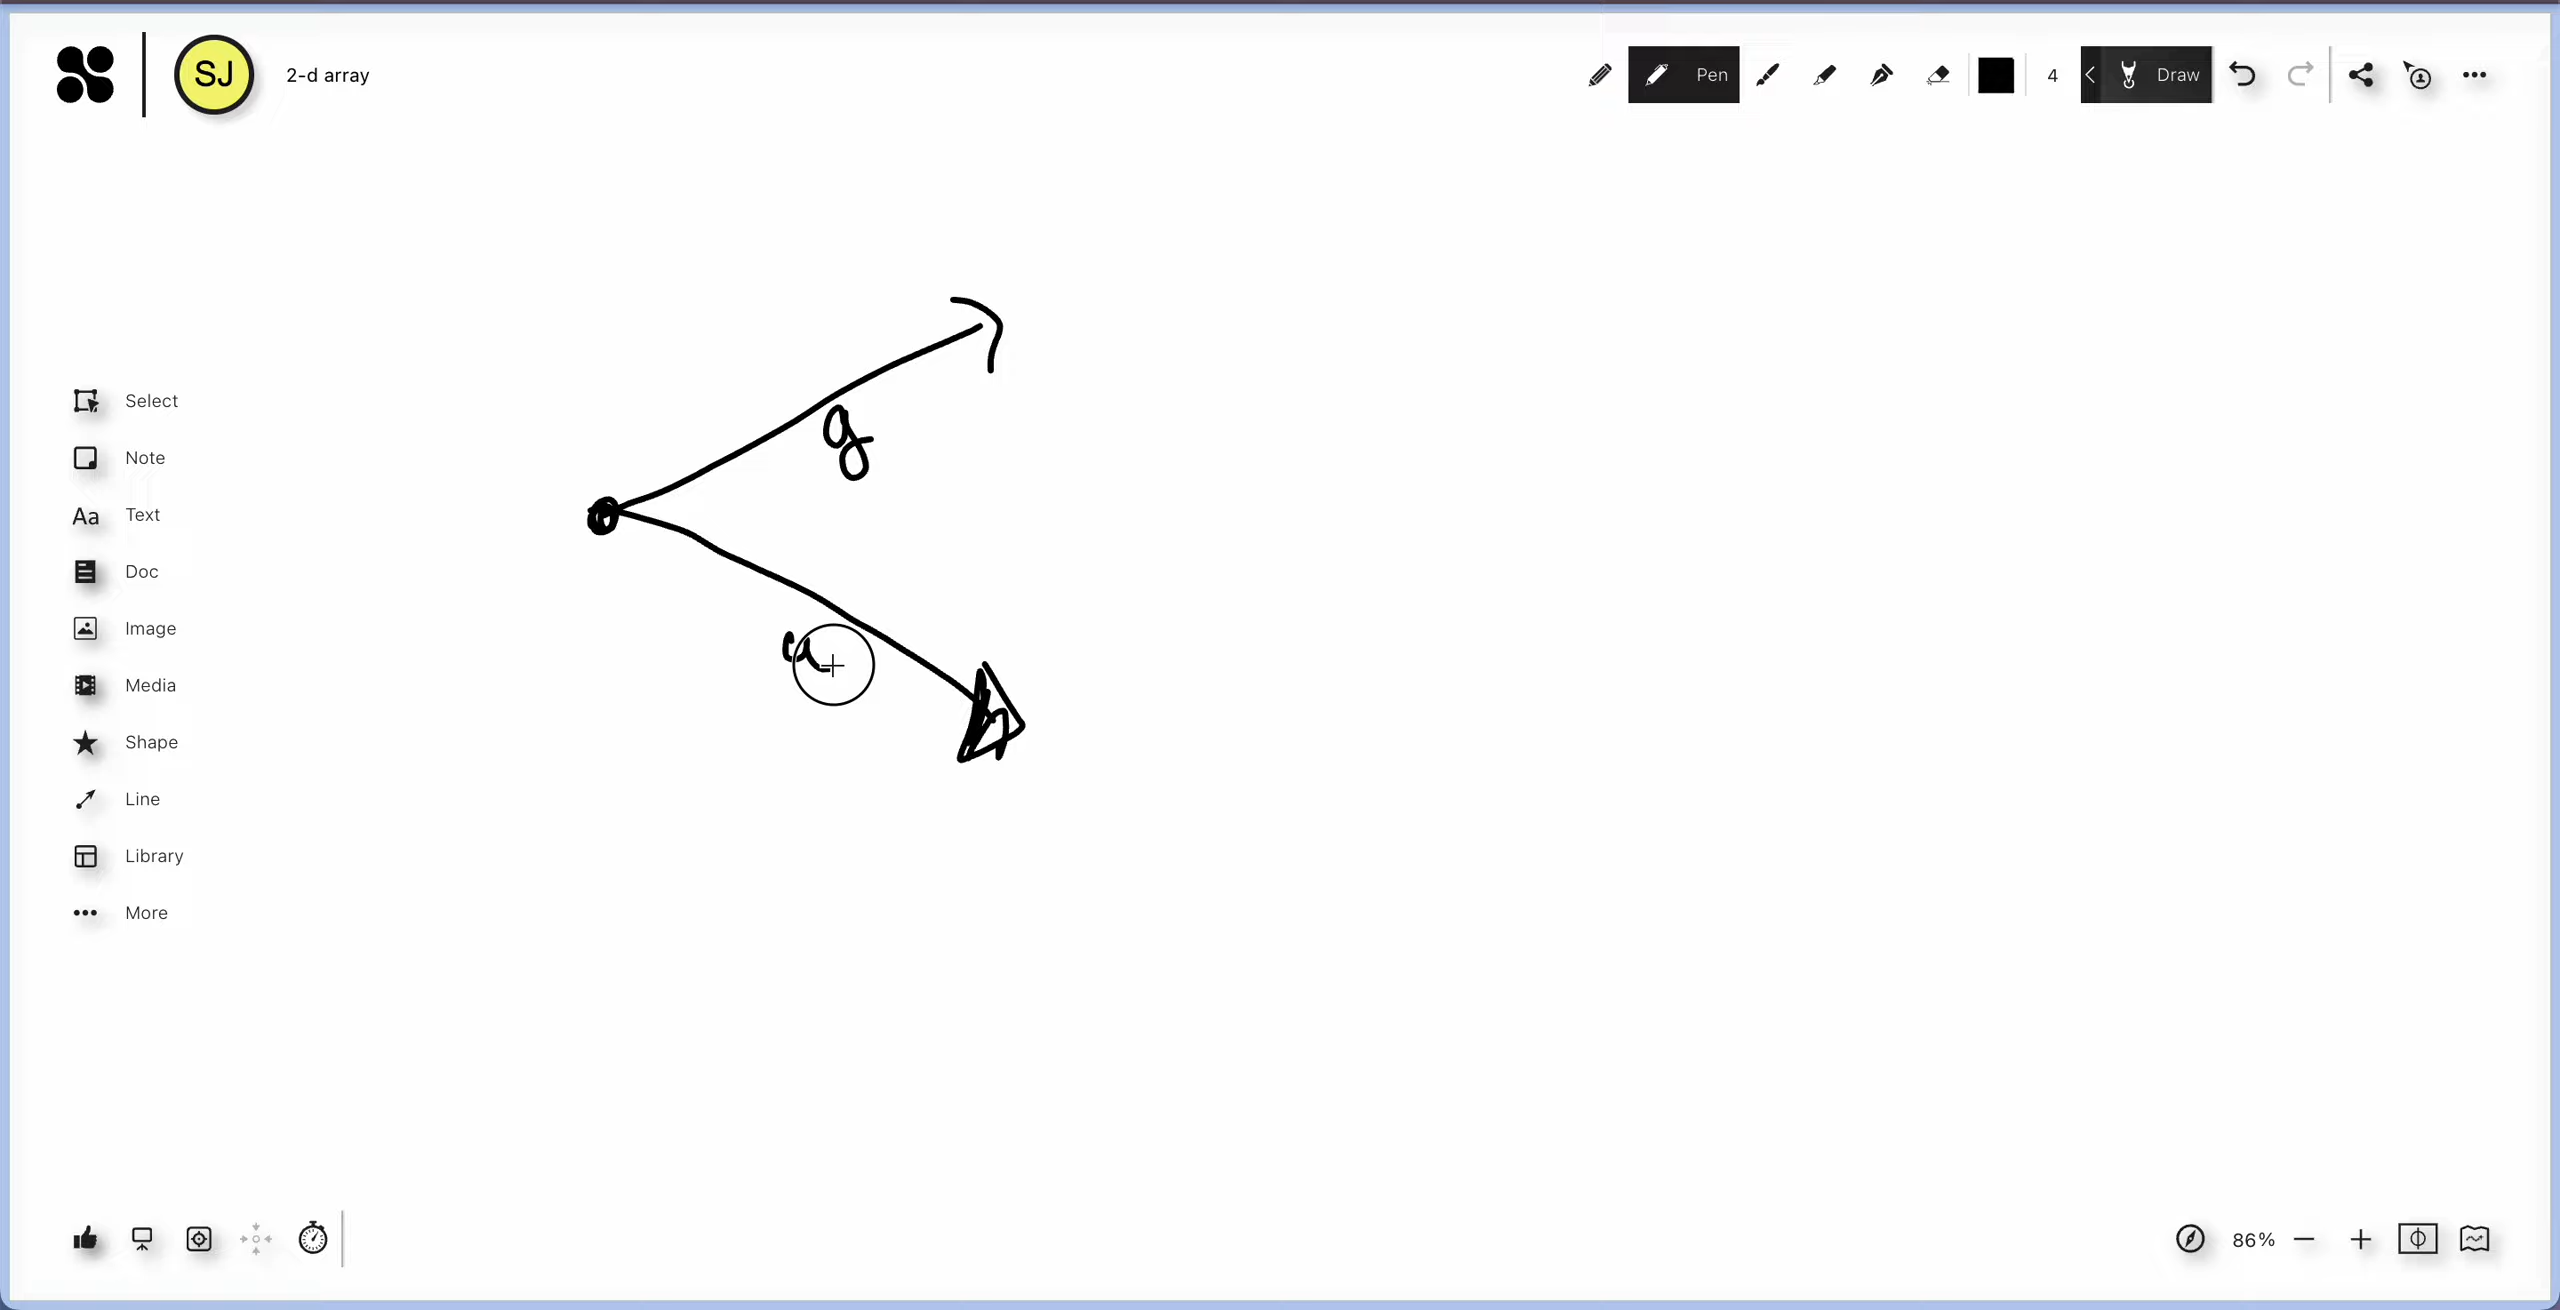 SJ 2-d array Pen 4 Draw
g
Select
Note
Aa Text
Doc
a
Image
Media
Shape
Line
Library
More
86%